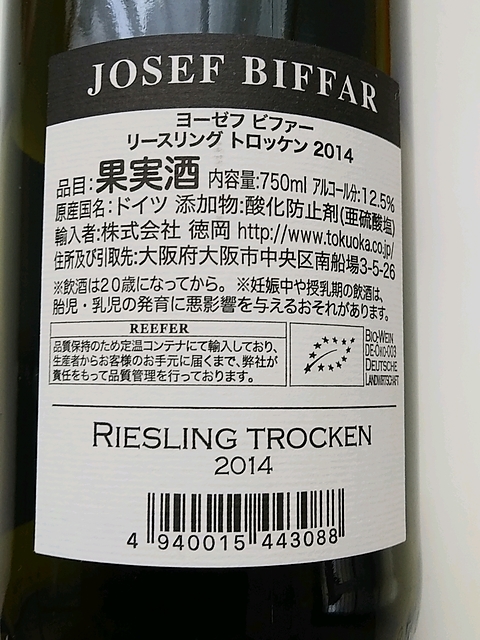 JOSEF BIFFAR
ヨーゼフ ビファー
リースリング トロッケン 2014
品目:果実酒 内容量:750ml アルコール分:12.5%
原産国名:ドイツ 添加物:酸化防止剤(亜硫酸塩)
輸入者:株式会社 徳岡 http://www.tokuoka.co.jp/
住所及び引取先:大阪府大阪市中央区南船場3-5-26
※飲酒は20歳になってから。 ※妊娠中や授乳期の飲酒は、
胎児・乳児の発育に悪影響を与えるおそれがあります。
REEFER
品質保持のため定温コンテナにて輸入しており、
生産者からお客様のお手元に届くまで、弊社が
責任をもって品質管理を行っております。
BIO-WEIN
DE-ÖKO-003
DEUTSCHE
LANDWIRTSCHAFT
RIESLING TROCKEN
2014
4 940015 443088